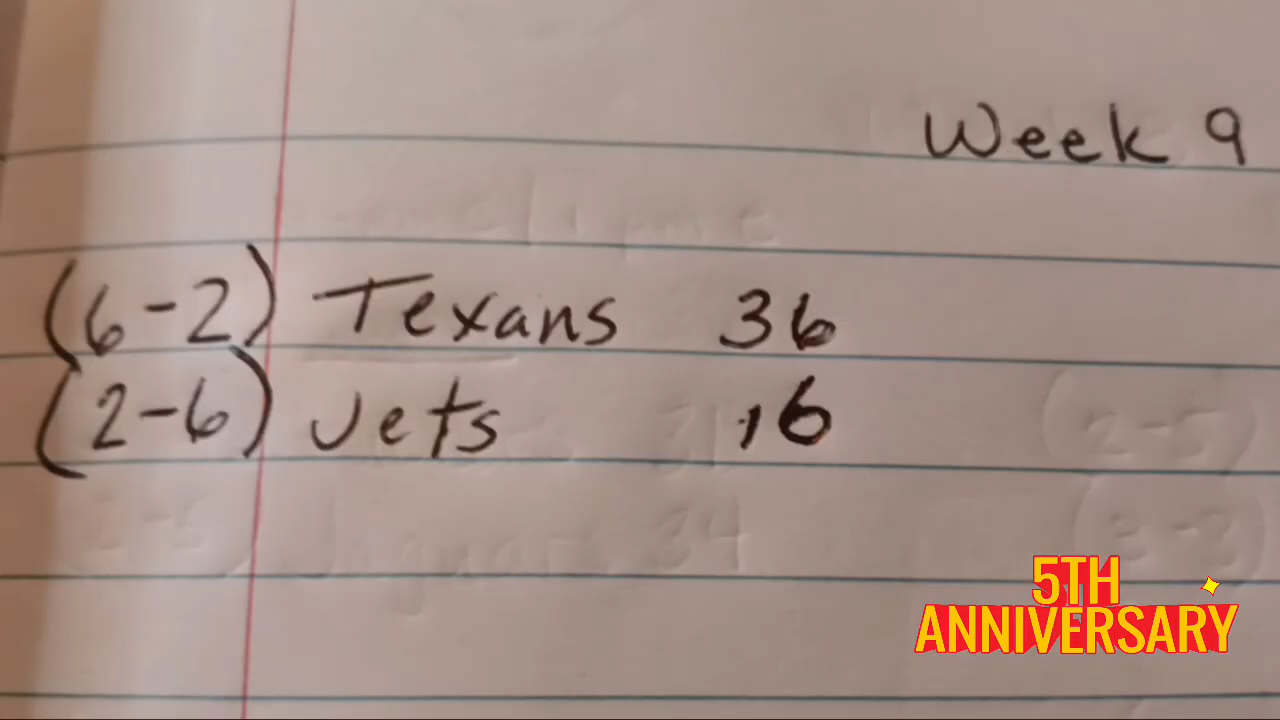 Week 9
(6-2) Texans 36
(2-6) Jets 16
5TH
ANNIVERSARY